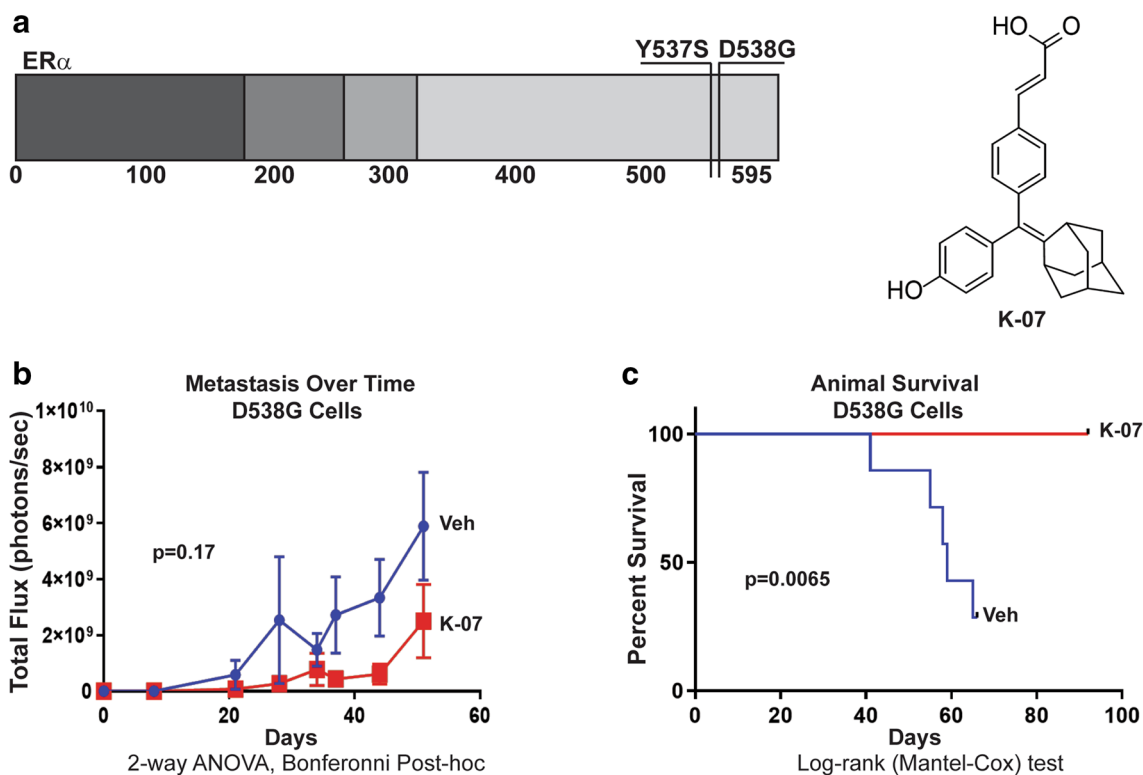 a
ERα
Y537S D538G
0 100 200 300 400 500 595
HO O
HO
K-07
b
Metastasis Over Time
D538G Cells
Total Flux (photons/sec)
1×10¹⁰
8×10⁹
6×10⁹
4×10⁹
2×10⁹
0
p=0.17
Veh
K-07
0 20 40 60
Days
2-way ANOVA, Bonferonni Post-hoc
c
Animal Survival
D538G Cells
Percent Survival
100
50
0
K-07
p=0.0065
Veh
0 20 40 60 80 100
Days
Log-rank (Mantel-Cox) test